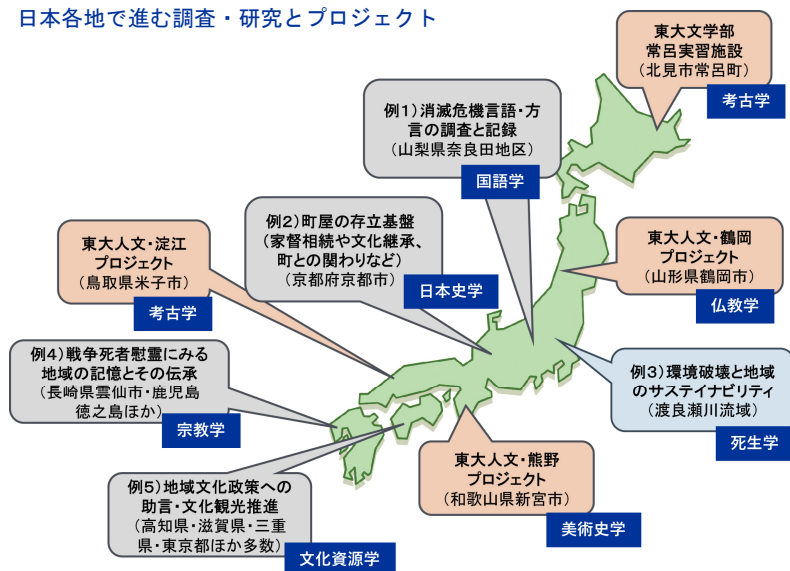 日本各地で進む調査・研究とプロジェクト
東大文学部
常呂実習施設
（北見市常呂町）
考古学
例１）消滅危機言語・方
言の調査と記録
（山梨県奈良田地区）
国語学
例２）町屋の存立基盤
（家督相続や文化継承、
町との関わりなど）
（京都府京都市）
日本史学
東大人文・淀江
プロジェクト
（鳥取県米子市）
考古学
東大人文・鶴岡
プロジェクト
（山形県鶴岡市）
仏教学
例４）戦争死者慰霊にみる
地域の記憶とその伝承
（長崎県雲仙市・鹿児島
徳之島ほか）
宗教学
例３）環境破壊と地域
のサステイナビリティ
（渡良瀬川流域）
死生学
東大人文・熊野
プロジェクト
（和歌山県新宮市）
美術史学
例５）地域文化政策への
助言・文化観光推進
（高知県・滋賀県・三重
県・東京都ほか多数）
文化資源学